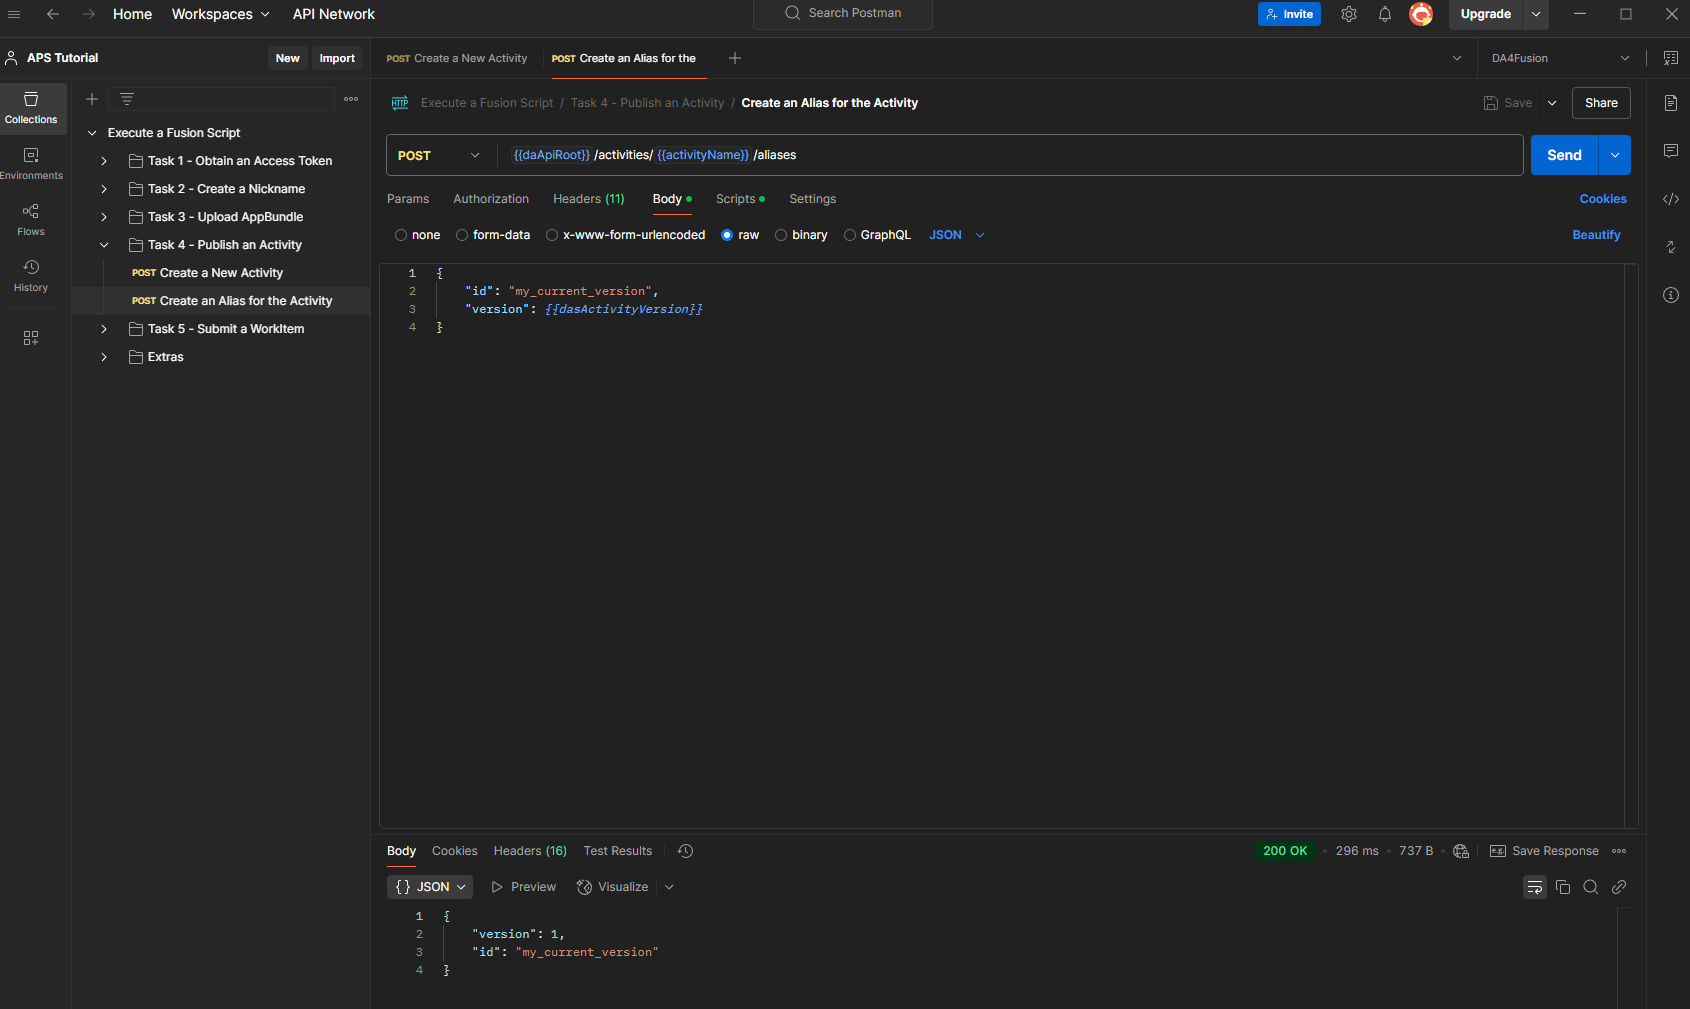 Home Workspaces API Network Search Postman Invite Upgrade
APS Tutorial New Import POST Create a New Activity POST Create an Alias for the DA4Fusion
Collections
Environments
Flows
History
Execute a Fusion Script
Task 1 - Obtain an Access Token
Task 2 - Create a Nickname
Task 3 - Upload AppBundle
Task 4 - Publish an Activity
POST Create a New Activity
POST Create an Alias for the Activity
Task 5 - Submit a WorkItem
Extras
HTTP Execute a Fusion Script / Task 4 - Publish an Activity / Create an Alias for the Activity Save Share
POST {{daApiRoot}} /activities/ {{activityName}} /aliases Send
Params Authorization Headers (11) Body Scripts Settings Cookies
none form-data x-www-form-urlencoded raw binary GraphQL JSON Beautify
1 {
2 "id": "my_current_version",
3 "version": {{dasActivityVersion}}
4 }
Body Cookies Headers (16) Test Results 200 OK 296 ms 737 B e.g. Save Response
{} JSON Preview Visualize
1 {
2 "version": 1,
3 "id": "my_current_version"
4 }